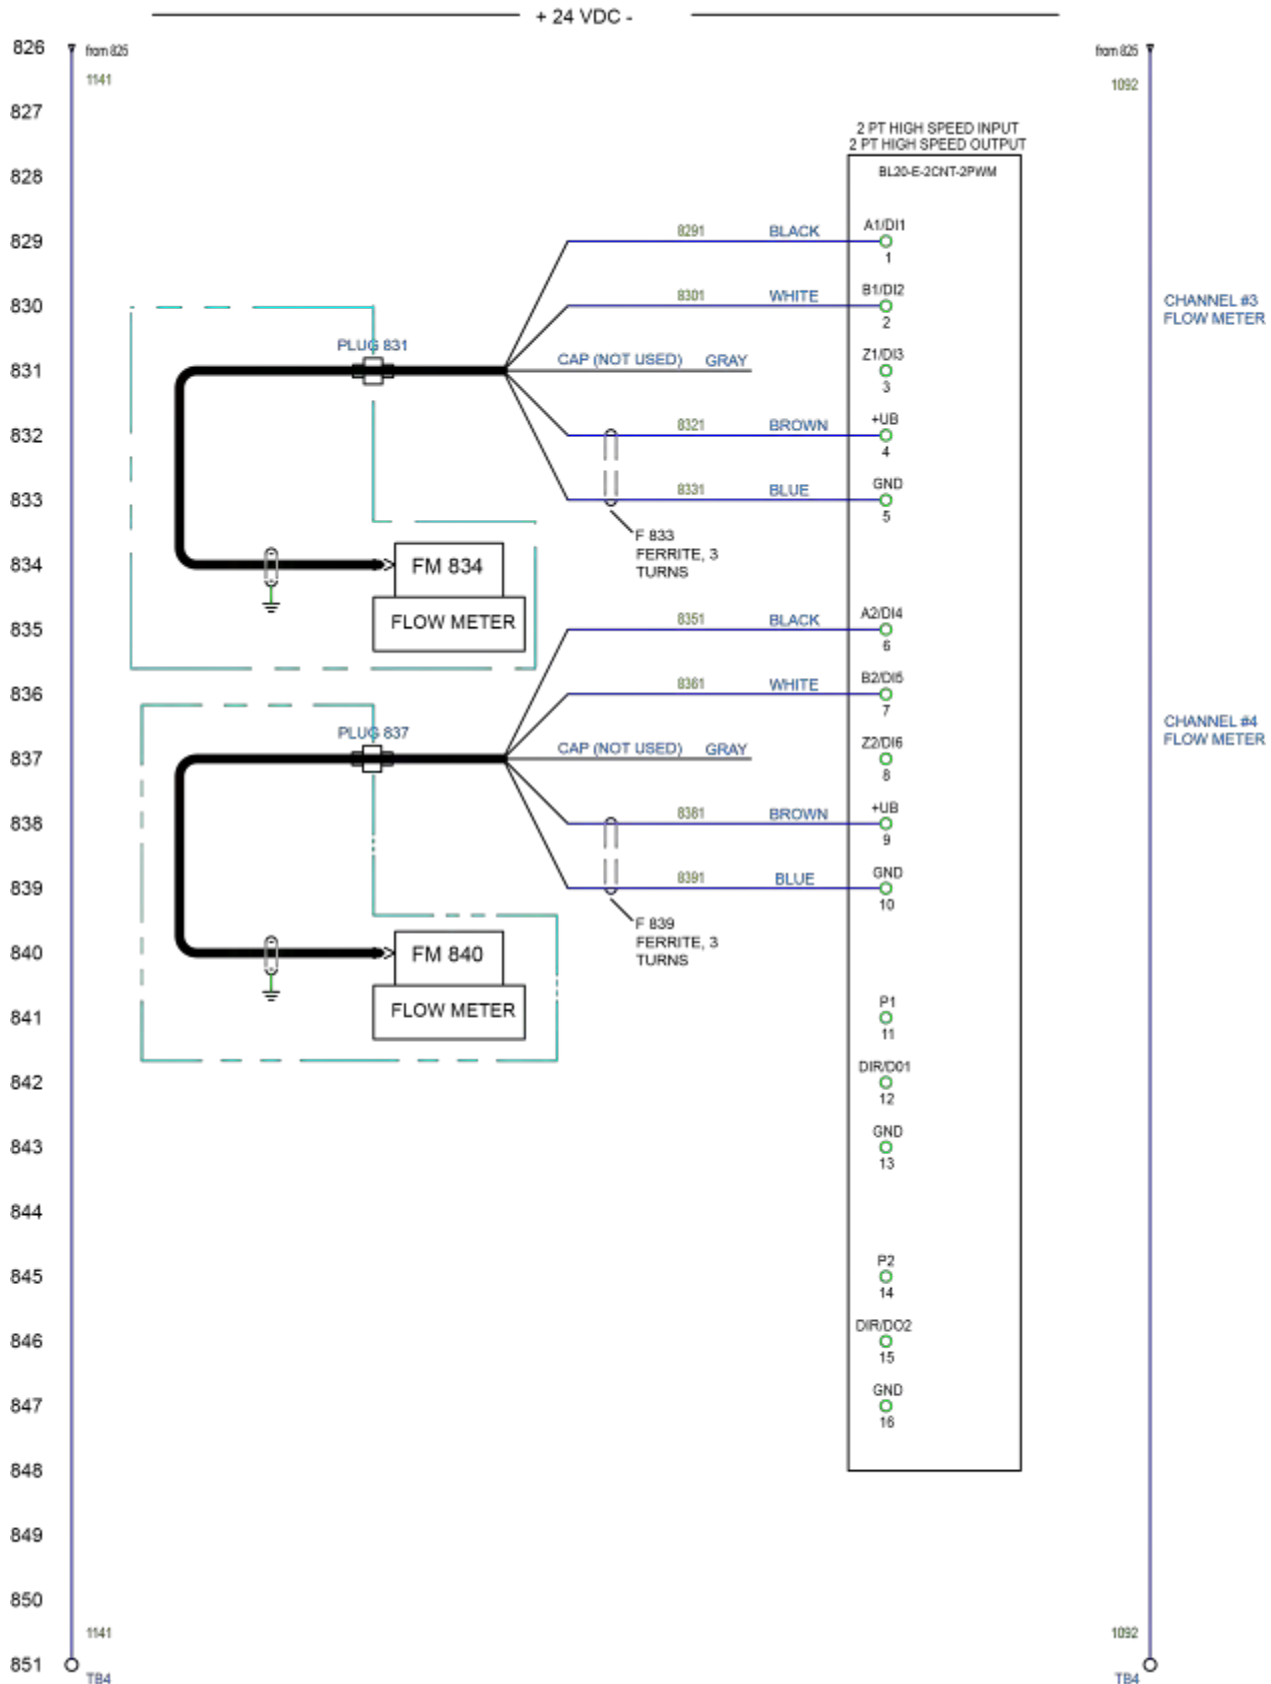 + 24 VDC -
826 from 825 from 825
1141 1092
827
2 PT HIGH SPEED INPUT
2 PT HIGH SPEED OUTPUT
828 BL20-E-2CNT-2PWM
A1/DI1
829 8291 BLACK
1
B1/DI2
830 8301 WHITE
2
CHANNEL #3
FLOW METER
PLUG 831
Z1/DI3
831 CAP (NOT USED) GRAY
3
+UB
832 8321 BROWN
4
GND
833 8331 BLUE
5
F 833
FERRITE, 3
TURNS
834 FM 834
FLOW METER
A2/DI4
835 8351 BLACK
6
B2/DI5
836 8361 WHITE
7
CHANNEL #4
FLOW METER
PLUG 837
Z2/DI6
837 CAP (NOT USED) GRAY
8
+UB
838 8381 BROWN
9
GND
839 8391 BLUE
10
F 839
FERRITE, 3
TURNS
840 FM 840
FLOW METER
P1
841
11
DIR/D01
842
12
GND
843
13
844
P2
845
14
DIR/DO2
846
15
GND
847
16
848
849
850
1141 1092
851
TB4 TB4